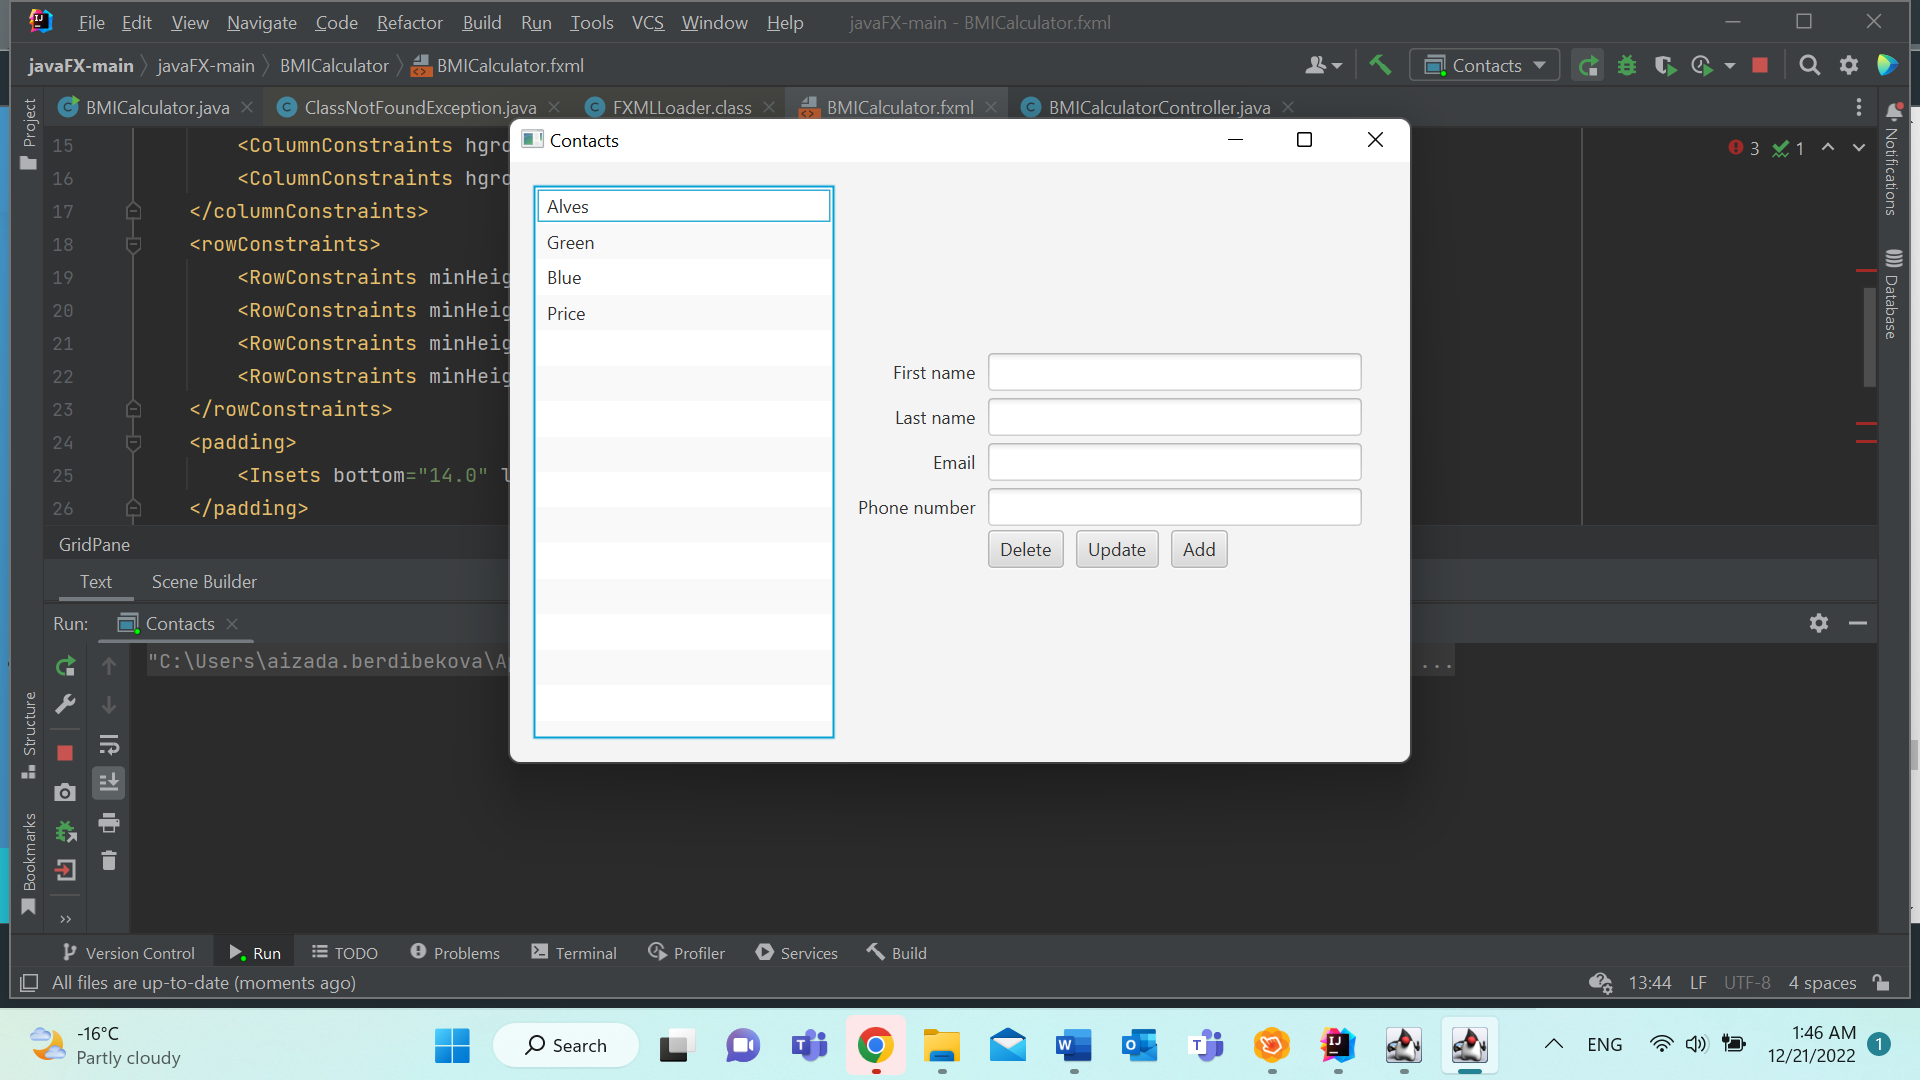 File Edit View Navigate Code Refactor Build Run Tools VCS Window Help javaFX-main - BMICalculator.fxml
javaFX-main javaFX-main BMICalculator BMICalculator.fxml Contacts
BMICalculator.java ClassNotFoundException.java FXMLLoader.class BMICalculator.fxml BMICalculatorController.java
Project
Structure
Bookmarks
15 <ColumnConstraints hgro
16 <ColumnConstraints hgro
17 </columnConstraints>
18 <rowConstraints>
19 <RowConstraints minHeig
20 <RowConstraints minHeig
21 <RowConstraints minHeig
22 <RowConstraints minHeig
23 </rowConstraints>
24 <padding>
25 <Insets bottom="14.0" l
26 </padding>
3 1
Notifications
Database
GridPane
Text Scene Builder
Contacts
Alves
Green
Blue
Price
First name
Last name
Email
Phone number
Delete Update Add
Run: Contacts
"C:\Users\aizada.berdibekova\A ...
Version Control Run TODO Problems Terminal Profiler Services Build
All files are up-to-date (moments ago) 13:44 LF UTF-8 4 spaces
-16°C
Partly cloudy
Search
ENG
1:46 AM
12/21/2022
1